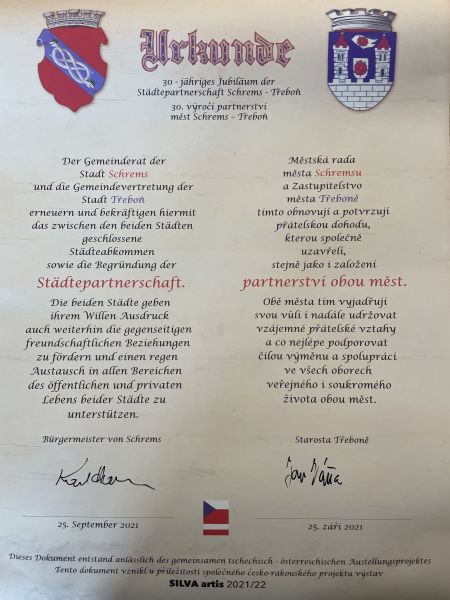 Urkunde
30 - jähriges Jubiläum der
Städtepartnerschaft Schrems - Třeboň
30. výročí partnerství
měst Schrems - Třeboň
Der Gemeinderat der
Stadt Schrems
und die Gemeindevertretung der
Stadt Třeboň
erneuern und bekräftigen hiermit
das zwischen den beiden Städten
geschlossene
Städteabkommen
sowie die Begründung der
Städtepartnerschaft.
Die beiden Städte geben
ihrem Willen Ausdruck
auch weiterhin die gegenseitigen
freundschaftlichen Beziehungen
zu fördern und einen regen
Austausch in allen Bereichen
des öffentlichen und privaten
Lebens beider Städte zu
unterstützen.
Bürgermeister von Schrems
25. September 2021
Městská rada
města Schremsu
a Zastupitelstvo
města Třeboně
tímto obnovují a potvrzují
přátelskou dohodu,
kterou společně
uzavřeli,
stejně jako i založení
partnerství obou měst.
Obě města tím vyjadřují
svou vůli i nadále udržovat
vzájemné přátelské vztahy
a co nejlépe podporovat
čilou výměnu a spolupráci
ve všech oborech
veřejného i soukromého
života obou měst.
Starosta Třeboně
Jan Váňa
25. září 2021
Dieses Dokument entstand anlässlich des gemeinsamen tschechisch - österreichischen Austellungsprojektes
Tento dokument vznikl u příležitosti společného česko-rakouského projektu výstav
SILVA artis 2021/22